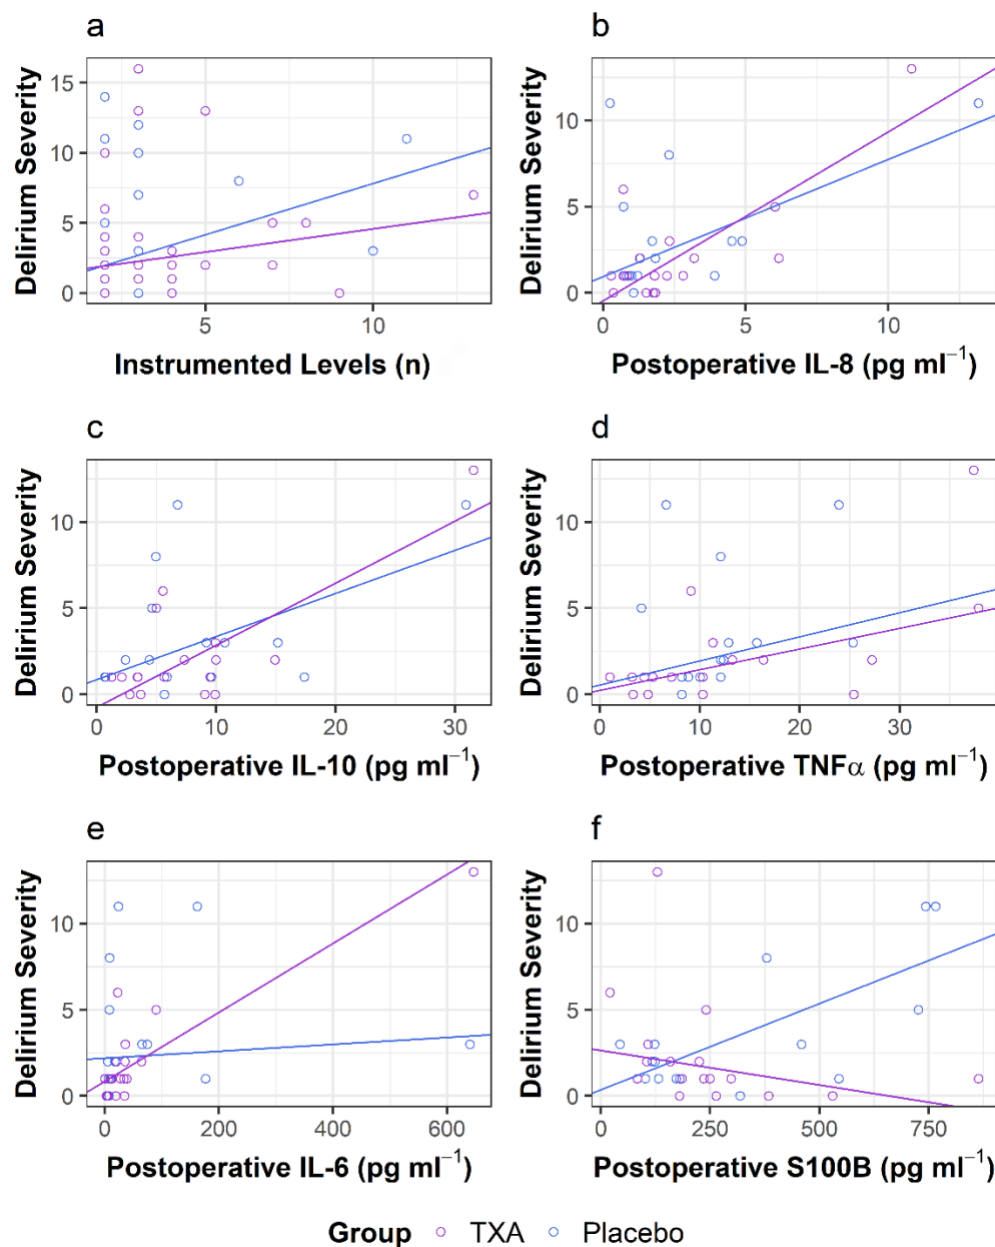 a
b
Delirium Severity
15
10
5
0
5
10
Instrumented Levels (n)
Delirium Severity
10
5
0
0
5
10
Postoperative IL-8 (pg ml⁻¹)
c
d
Delirium Severity
10
5
0
0
10
20
30
Postoperative IL-10 (pg ml⁻¹)
Delirium Severity
10
5
0
0
10
20
30
Postoperative TNFα (pg ml⁻¹)
e
f
Delirium Severity
10
5
0
0
200
400
600
Postoperative IL-6 (pg ml⁻¹)
Delirium Severity
10
5
0
0
250
500
750
Postoperative S100B (pg ml⁻¹)
Group TXA Placebo